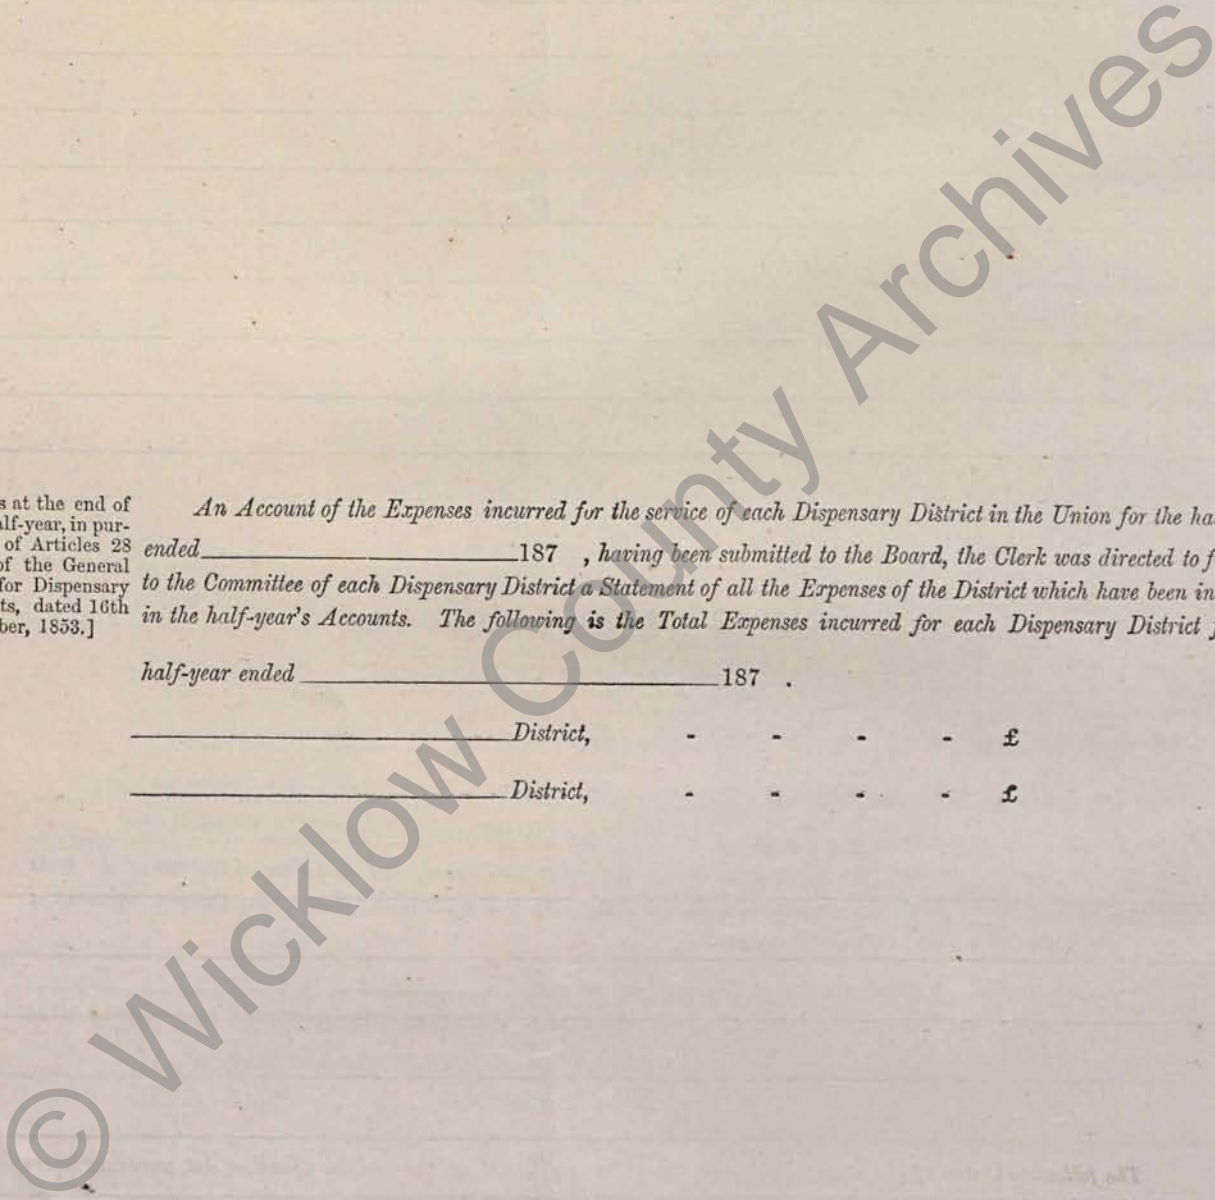 s at the end of
alf-year, in pur-
of Articles 28
of the General
for Dispensary
ts, dated 16th
ber, 1853.]
An Account of the Expenses incurred for the service of each Dispensary District in the Union for the ha
ended 187 , having been submitted to the Board, the Clerk was directed to f
to the Committee of each Dispensary District a Statement of all the Expenses of the District which have been in
in the half-year's Accounts. The following is the Total Expenses incurred for each Dispensary District f
half-year ended 187 .
District, - - - - £
District, - - - - £
© Wicklow County Archives